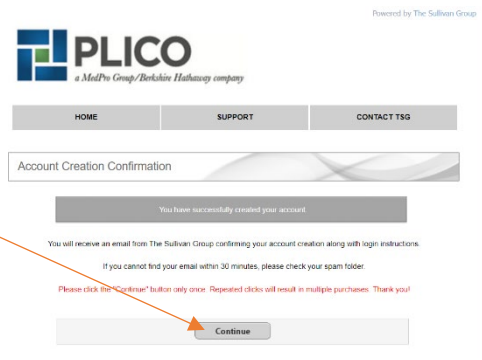 Powered by The Sullivan Group
PLICO
a MedPro Group/Berkshire Hathaway company
HOME SUPPORT CONTACT TSG
Account Creation Confirmation
You have successfully created your account
You will receive an email from The Sullivan Group confirming your account creation along with login instructions.
If you cannot find your email within 30 minutes, please check your spam folder.
Please click the "Continue" button only once. Repeated clicks will result in multiple purchases. Thank you!
Continue